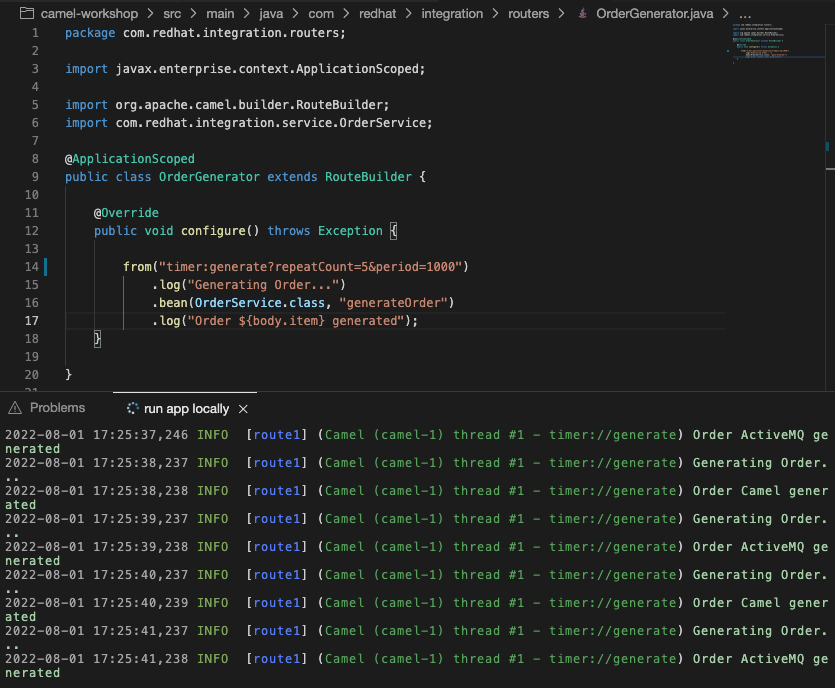 camel-workshop > src > main > java > com > redhat > integration > routers > OrderGenerator.java > ...
1 package com.redhat.integration.routers;
2
3 import javax.enterprise.context.ApplicationScoped;
4
5 import org.apache.camel.builder.RouteBuilder;
6 import com.redhat.integration.service.OrderService;
7
8 @ApplicationScoped
9 public class OrderGenerator extends RouteBuilder {
10
11 @Override
12 public void configure() throws Exception {
13
14 from("timer:generate?repeatCount=5&period=1000")
15 .log("Generating Order...")
16 .bean(OrderService.class, "generateOrder")
17 .log("Order ${body.item} generated");
18 }
19
20 }
21
Problems run app locally
2022-08-01 17:25:37,246 INFO [route1] (Camel (camel-1) thread #1 - timer://generate) Order ActiveMQ ge
nerated
2022-08-01 17:25:38,237 INFO [route1] (Camel (camel-1) thread #1 - timer://generate) Generating Order.
..
2022-08-01 17:25:38,238 INFO [route1] (Camel (camel-1) thread #1 - timer://generate) Order Camel gener
ated
2022-08-01 17:25:39,237 INFO [route1] (Camel (camel-1) thread #1 - timer://generate) Generating Order.
..
2022-08-01 17:25:39,238 INFO [route1] (Camel (camel-1) thread #1 - timer://generate) Order ActiveMQ ge
nerated
2022-08-01 17:25:40,237 INFO [route1] (Camel (camel-1) thread #1 - timer://generate) Generating Order.
..
2022-08-01 17:25:40,239 INFO [route1] (Camel (camel-1) thread #1 - timer://generate) Order Camel gener
ated
2022-08-01 17:25:41,237 INFO [route1] (Camel (camel-1) thread #1 - timer://generate) Generating Order.
..
2022-08-01 17:25:41,238 INFO [route1] (Camel (camel-1) thread #1 - timer://generate) Order ActiveMQ ge
nerated